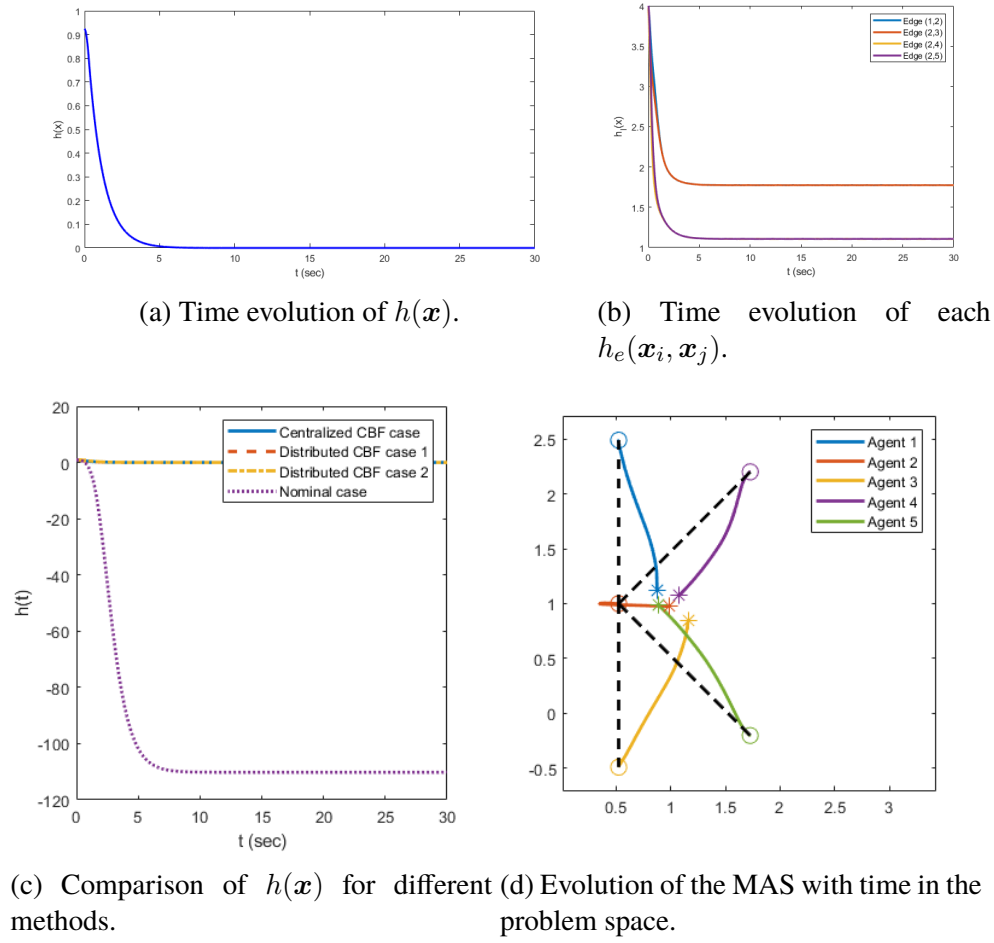 1
0.9
0.8
0.7
0.6
0.5
0.4
0.3
0.2
0.1
0
h(x)
0 5 10 15 20 25 30
t (sec)
(a) Time evolution of h(x).
4
3.5
3
2.5
2
1.5
1
h_i(x)
Edge (1,2)
Edge (2,3)
Edge (2,4)
Edge (2,5)
0 5 10 15 20 25 30
t (sec)
(b) Time evolution of each
h_e(x_i, x_j).
20
0
-20
-40
-60
-80
-100
-120
h(t)
Centralized CBF case
Distributed CBF case 1
Distributed CBF case 2
Nominal case
0 5 10 15 20 25 30
t (sec)
(c) Comparison of h(x) for different
methods.
2.5
2
1.5
1
0.5
0
-0.5
Agent 1
Agent 2
Agent 3
Agent 4
Agent 5
0.5 1 1.5 2 2.5 3
(d) Evolution of the MAS with time in the
problem space.